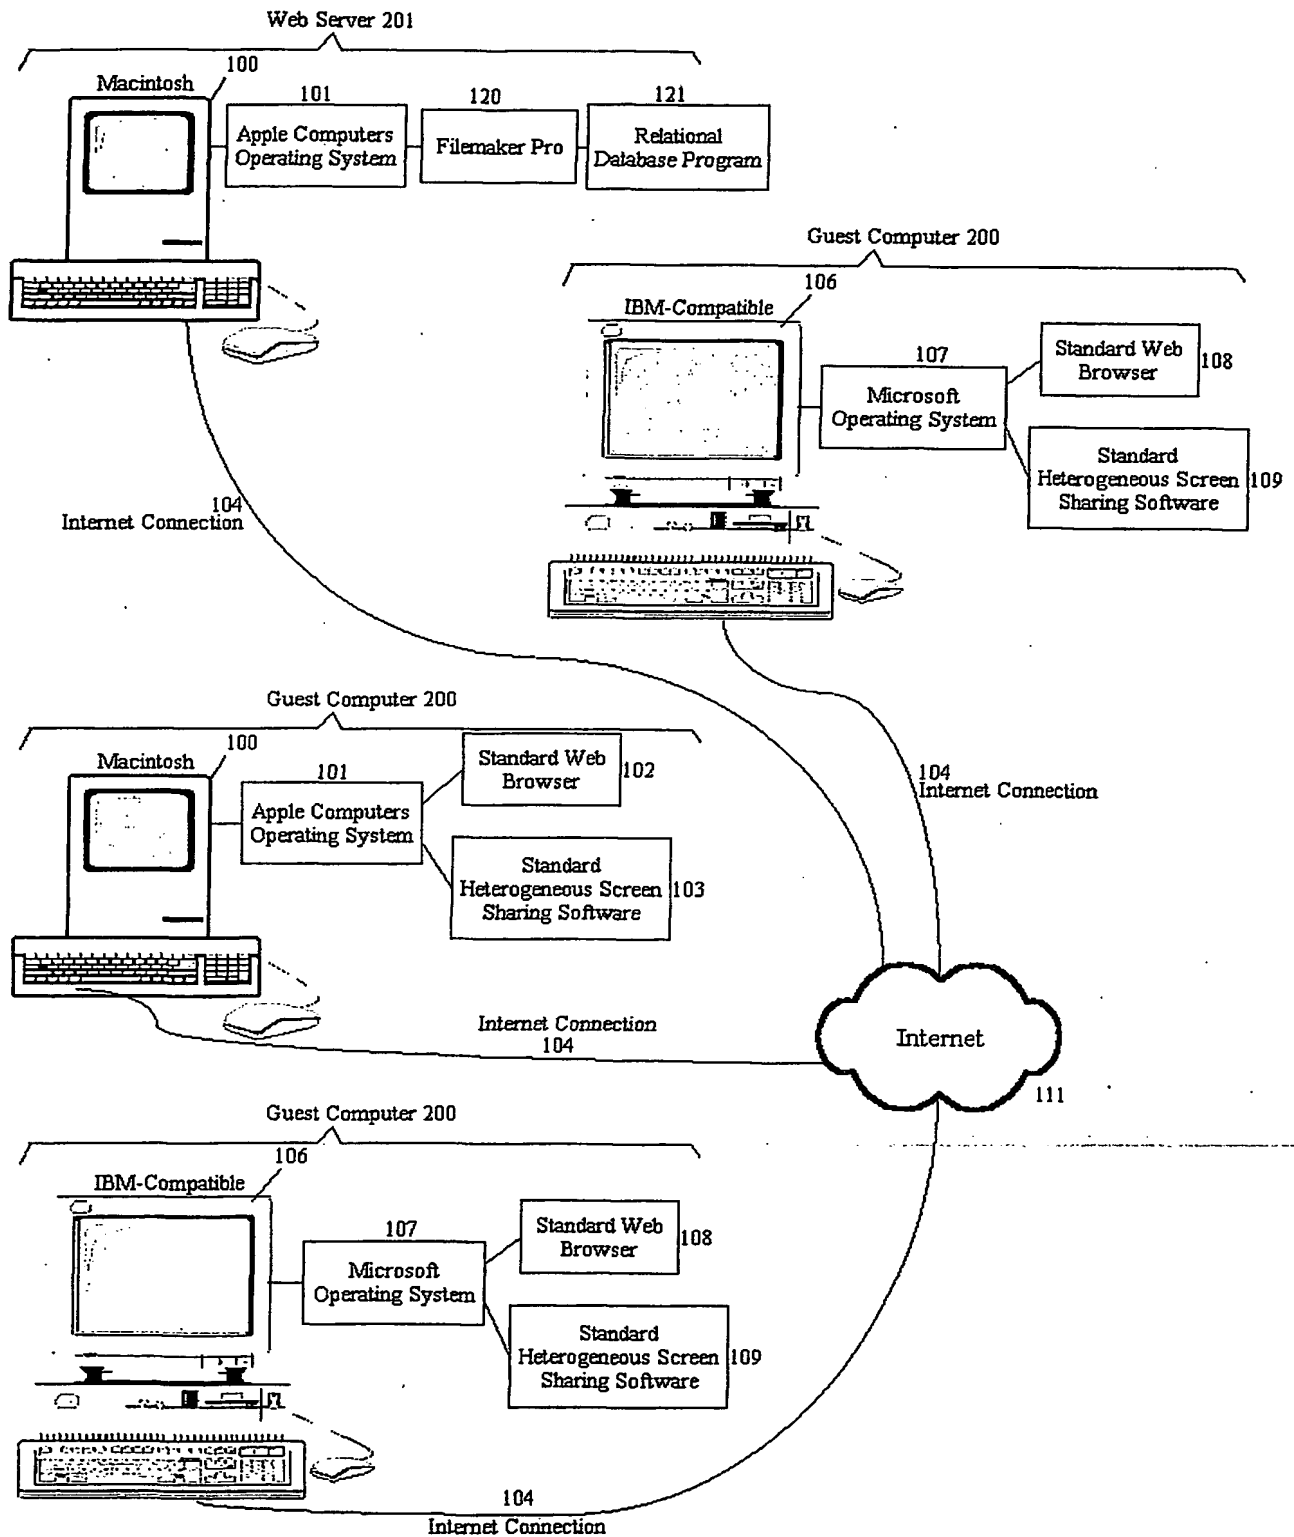 Web Server 201
Macintosh
100
101
120
121
Apple Computers
Operating System
Filemaker Pro
Relational
Database Program
Guest Computer 200
IBM-Compatible
106
107
Microsoft
Operating System
Standard Web
Browser
108
Standard
Heterogeneous Screen
Sharing Software
109
104
Internet Connection
Guest Computer 200
Macintosh
100
101
Apple Computers
Operating System
Standard Web
Browser
102
Standard
Heterogeneous Screen
Sharing Software
103
104
Internet Connection
Internet Connection
104
Internet
111
Guest Computer 200
IBM-Compatible
106
107
Microsoft
Operating System
Standard Web
Browser
108
Standard
Heterogeneous Screen
Sharing Software
109
104
Internet Connection